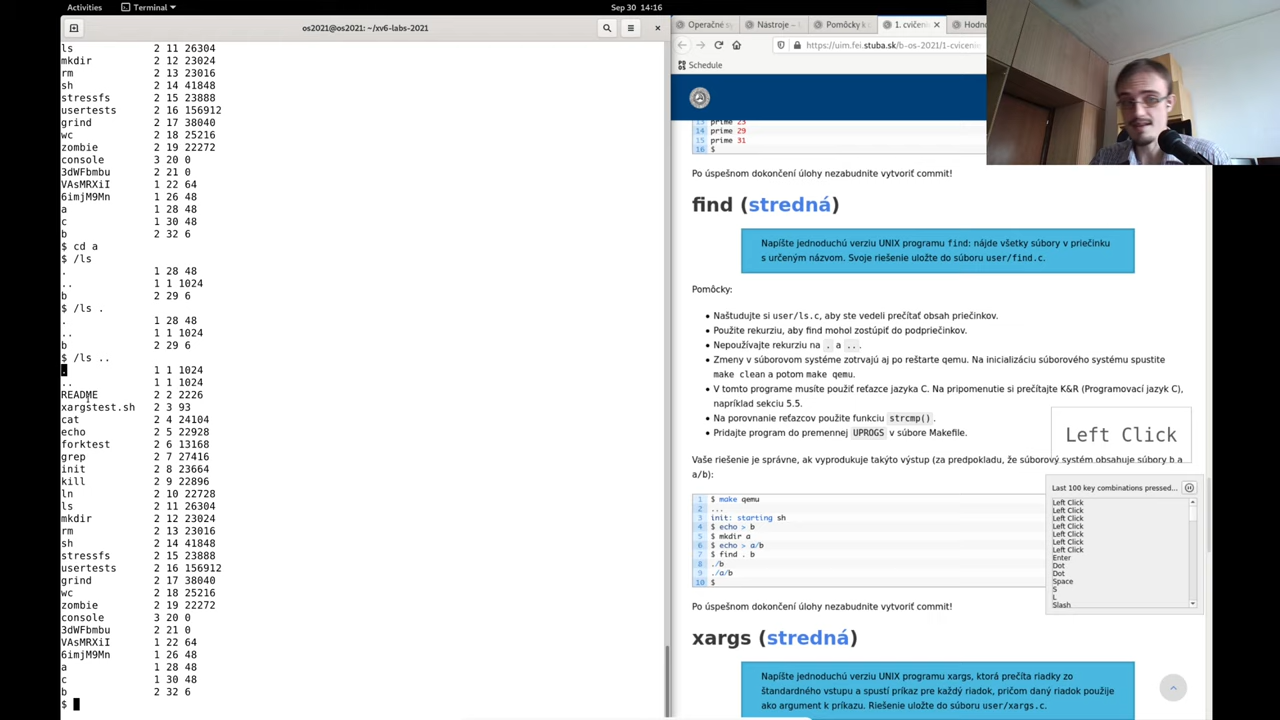 Activities
Terminal
Sep 30 14:16
os2021@os2021: ~/xv6-labs-2021
ls 2 11 26304
mkdir 2 12 23024
rm 2 13 23016
sh 2 14 41848
stressfs 2 15 23888
usertests 2 16 156912
grind 2 17 38040
wc 2 18 25216
zombie 2 19 22272
console 3 20 0
3dWFbmbu 2 21 0
VAsMRXiI 1 22 64
6imjM9Mn 1 26 48
a 1 28 48
c 1 30 48
b 2 32 6
$ cd a
$ /ls
. 1 28 48
.. 1 1 1024
b 2 29 6
$ /ls .
. 1 28 48
.. 1 1 1024
b 2 29 6
$ /ls ..
. 1 1 1024
.. 1 1 1024
README 2 2 2226
xargstest.sh 2 3 93
cat 2 4 24104
echo 2 5 22928
forktest 2 6 13168
grep 2 7 27416
init 2 8 23664
kill 2 9 22896
ln 2 10 22728
ls 2 11 26304
mkdir 2 12 23024
rm 2 13 23016
sh 2 14 41848
stressfs 2 15 23888
usertests 2 16 156912
grind 2 17 38040
wc 2 18 25216
zombie 2 19 22272
console 3 20 0
3dWFbmbu 2 21 0
VAsMRXiI 1 22 64
6imjM9Mn 1 26 48
a 1 28 48
c 1 30 48
b 2 32 6
$
Operačné sy
Nástroje –
Pomôcky k
1. cvičeni
Hodno
https://uim.fei.stuba.sk/b-os-2021/1-cvicenie
Schedule
13 prime 23
14 prime 29
15 prime 31
16 $
Po úspešnom dokončení úlohy nezabudnite vytvoriť commit!
find (stredná)
Napíšte jednoduchú verziu UNIX programu find: nájde všetky súbory v priečinku
s určeným názvom. Svoje riešenie uložte do súboru user/find.c.
Pomôcky:
• Naštudujte si user/ls.c, aby ste vedeli prečítať obsah priečinkov.
• Použite rekurziu, aby find mohol zostúpiť do podpriečinkov.
• Nepoužívajte rekurziu na . a ...
• Zmeny v súborovom systéme zotrvajú aj po reštarte qemu. Na inicializáciu súborového systému spustite
make clean a potom make qemu.
• V tomto programe musíte použiť reťazce jazyka C. Na pripomenutie si prečítajte K&R (Programovací jazyk C),
napríklad sekciu 5.5.
• Na porovnanie reťazcov použite funkciu strcmp().
• Pridajte program do premennej UPROGS v súbore Makefile.
Vaše riešenie je správne, ak vyprodukuje takýto výstup (za predpokladu, že súborový systém obsahuje súbory b a
a/b):
1 $ make qemu
2 ...
3 init: starting sh
4 $ echo > b
5 $ mkdir a
6 $ echo > a/b
7 $ find . b
8 ./b
9 ./a/b
10 $
Po úspešnom dokončení úlohy nezabudnite vytvoriť commit!
xargs (stredná)
Napíšte jednoduchú verziu UNIX programu xargs, ktorá prečíta riadky zo
štandardného vstupu a spustí príkaz pre každý riadok, pričom daný riadok použije
ako argument k príkazu. Riešenie uložte do súboru user/xargs.c.
Left Click
Last 100 key combinations pressed...
Left Click
Left Click
Left Click
Left Click
Left Click
Left Click
Left Click
Enter
Dot
Dot
Space
S
L
Slash